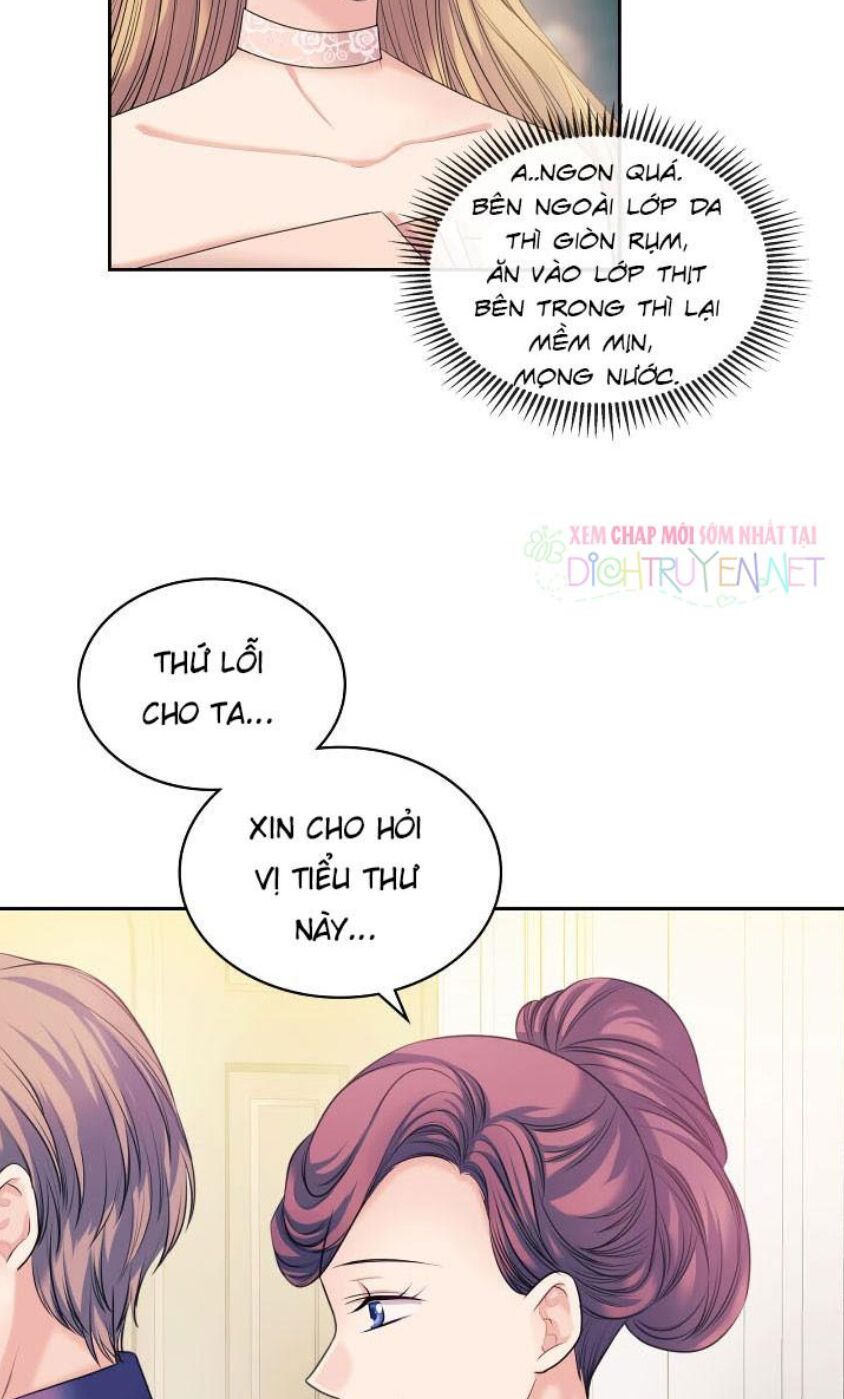 A..NGON QUÁ.
BÊN NGOÀI LỚP DA
THÌ GIÒN RỤM,
ĂN VÀO LỚP THỊT
BÊN TRONG THÌ LẠI
MỀM MỊN,
MỌNG NƯỚC.
XEM CHAP MỚI SỚM NHẤT TẠI
DICHTRUYEN.NET
THỨ LỖI
CHO TA...
XIN CHO HỎI
VỊ TIỂU THƯ
NÀY...